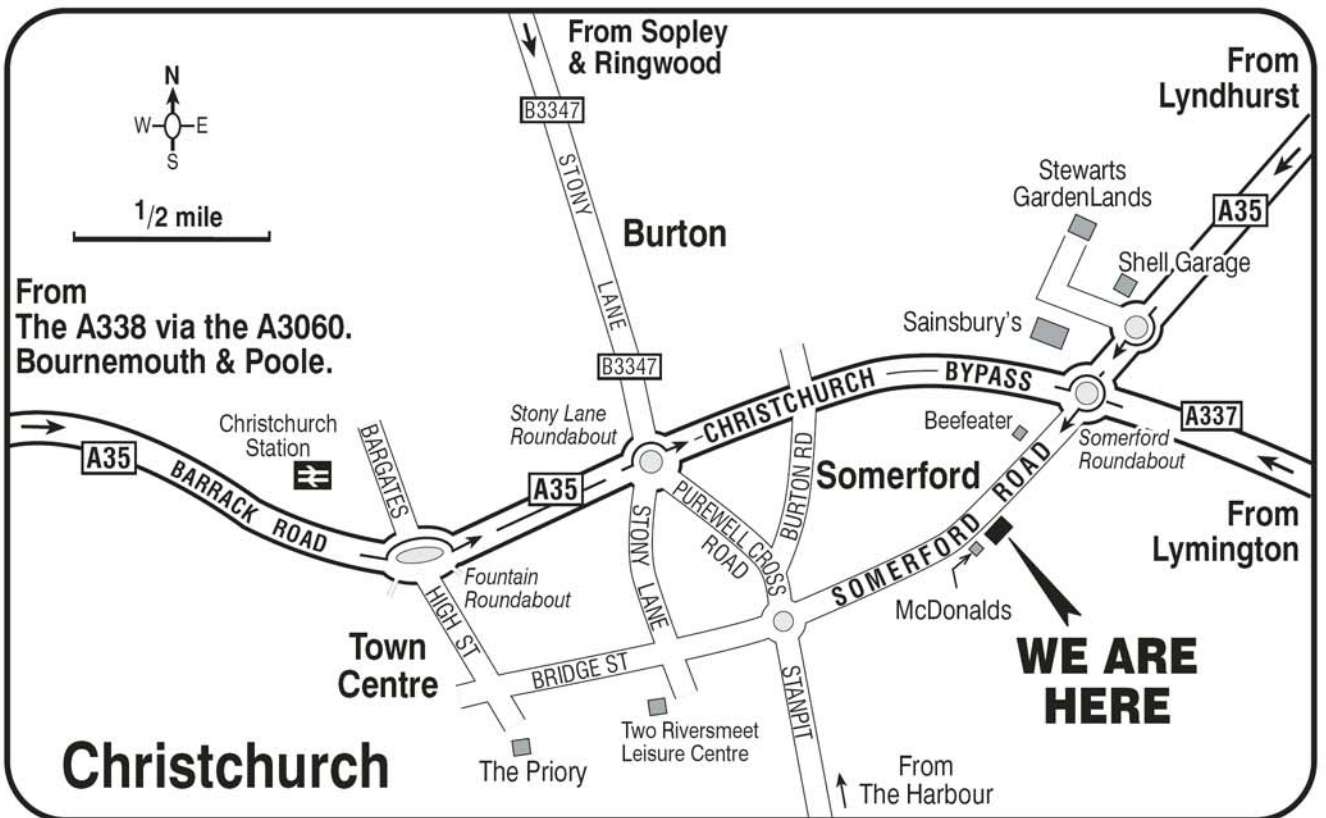 From Sopley
& Ringwood
From
Lyndhurst
N
W
E
S
B3347
STONY
LANE
B3347
1/2 mile
Burton
Stewarts
GardenLands
A35
Shell Garage
Sainsbury's
From
The A338 via the A3060.
Bournemouth & Poole.
Christchurch
Station
BARGATES
Stony Lane
Roundabout
CHRISTCHURCH
BYPASS
Beefeater
A337
Somerford
Roundabout
A35
BARRACK ROAD
A35
PUREWELL CROSS
ROAD
BURTON RD
Somerford
SOMERFORD ROAD
From
Lymington
STONY LANE
Fountain
Roundabout
HIGH ST
McDonalds
Town
Centre
BRIDGE ST
STANPIT
WE ARE
HERE
Two Riversmeet
Leisure Centre
The Priory
Christchurch
From
The Harbour